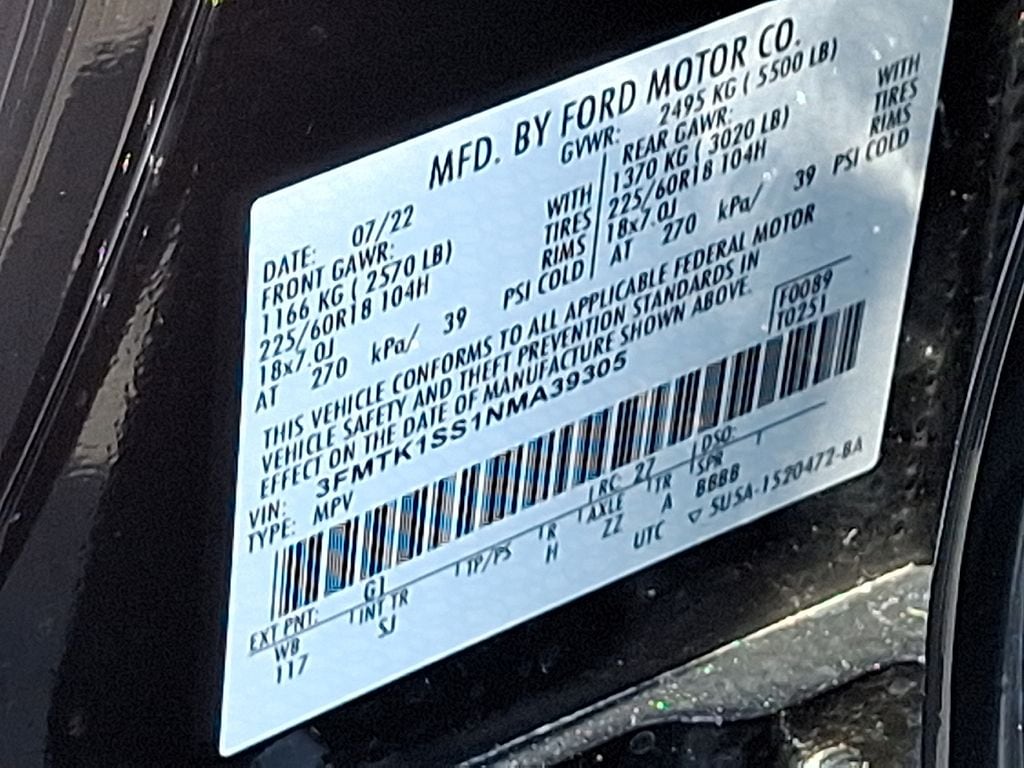 MFD. BY FORD MOTOR CO.
DATE: 07/22 GVWR: 2495 KG ( 5500 LB)
FRONT GAWR: REAR GAWR:
1166 KG ( 2570 LB) WITH 1370 KG ( 3020 LB) WITH
225/60R18 104H TIRES 225/60R18 104H TIRES
18x7.0J RIMS 18x7.0J RIMS
AT 270 kPa/ 39 PSI COLD AT 270 kPa/ 39 PSI COLD
THIS VEHICLE CONFORMS TO ALL APPLICABLE FEDERAL MOTOR
VEHICLE SAFETY AND THEFT PREVENTION STANDARDS IN
EFFECT ON THE DATE OF MANUFACTURE SHOWN ABOVE.
VIN: 3FMTK1SS1NMA39305 F0089
TYPE: MPV T0251
EXT PNT: G1 RC: 27 DSO:
WB INT TR TP/PS R AXLE TR SPR
117 SJ H ZZ A BBBB
UTC ▽ SU5A-1520472-BA